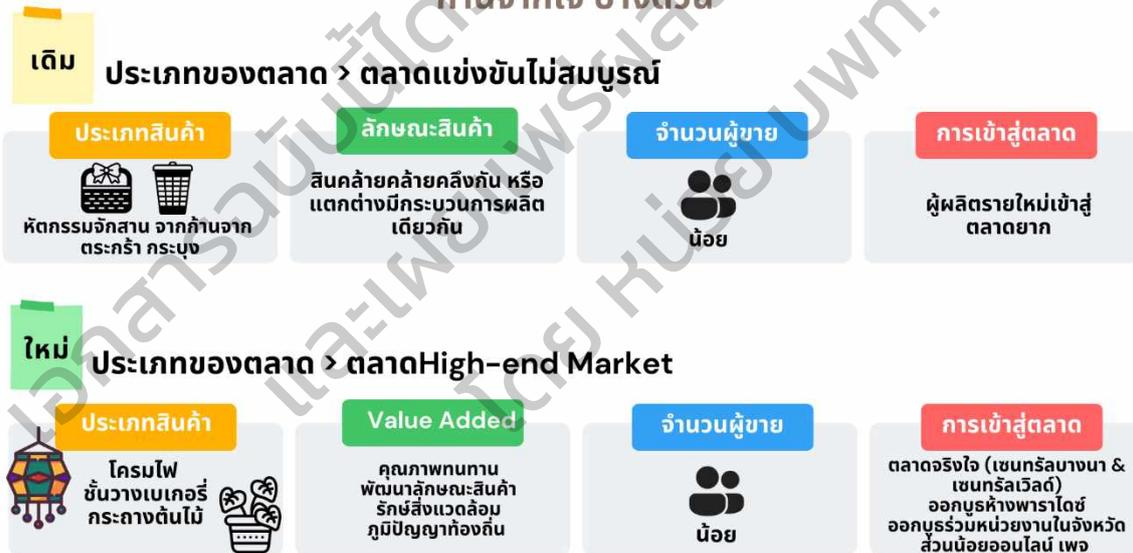 ก้านจากใจ บางด้วน
เดิม
ประเภทของตลาด > ตลาดแข่งขันไม่สมบูรณ์
ประเภทสินค้า
หัตกรรมจักสาน จากก้านจาก
ตระกร้า กระบุง
ลักษณะสินค้า
สินคล้ายคล้ายคลึงกัน หรือ
แตกต่างมีกระบวนการผลิต
เดียวกัน
จำนวนผู้ขาย
น้อย
การเข้าสู่ตลาด
ผู้ผลิตรายใหม่เข้าสู่
ตลาดยาก
ใหม่
ประเภทของตลาด > ตลาดHigh-end Market
ประเภทสินค้า
โครมไฟ
ชั้นวางเบเกอรี่
กระถางต้นไม้
Value Added
คุณภาพทนทาน
พัฒนาลักษณะสินค้า
รักษ์สิ่งแวดล้อม
ภูมิปัญญาท้องถิ่น
จำนวนผู้ขาย
น้อย
การเข้าสู่ตลาด
ตลาดจริงใจ (เซนทรัลบางนา &
เซนทรัลเวิลด์)
ออกบูธห้างพาราไดซ์
ออกบูธร่วมหน่วยงานในจังหวัด
ส่วนน้อยออนไลน์ เพจ